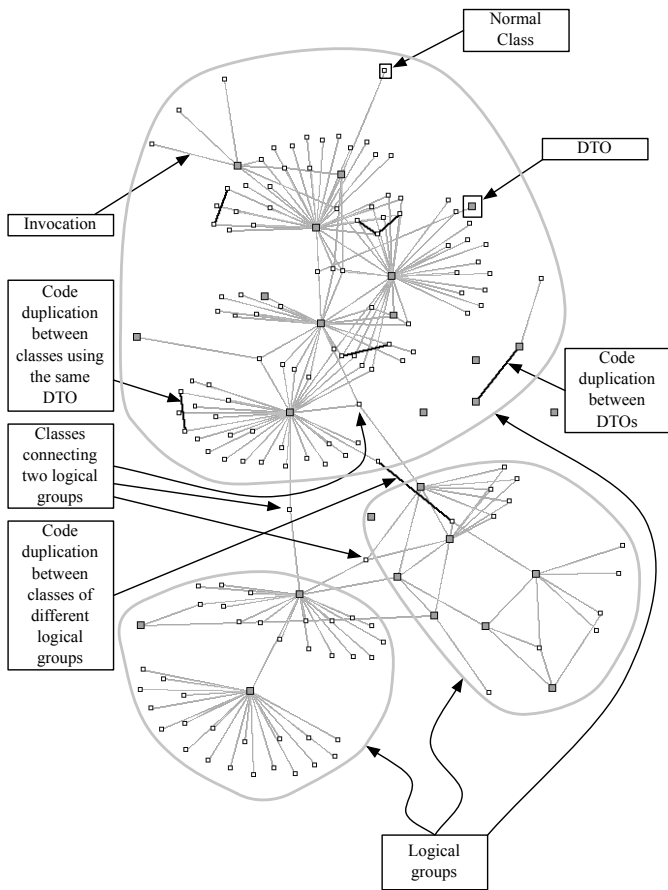 Normal
Class
DTO
Invocation
Code
duplication
between
classes using
the same
DTO
Code
duplication
between
DTOs
Classes
connecting
two logical
groups
Code
duplication
between
classes of
different
logical
groups
Logical
groups